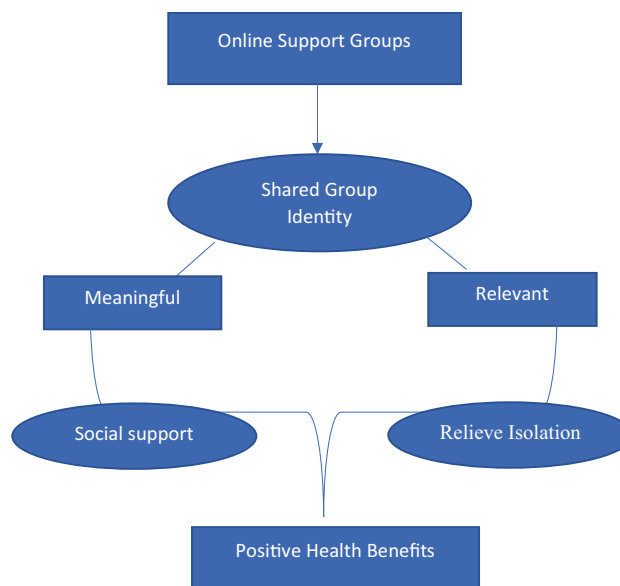 Online Support Groups
Shared Group
Identity
Meaningful
Relevant
Social support
Relieve Isolation
Positive Health Benefits